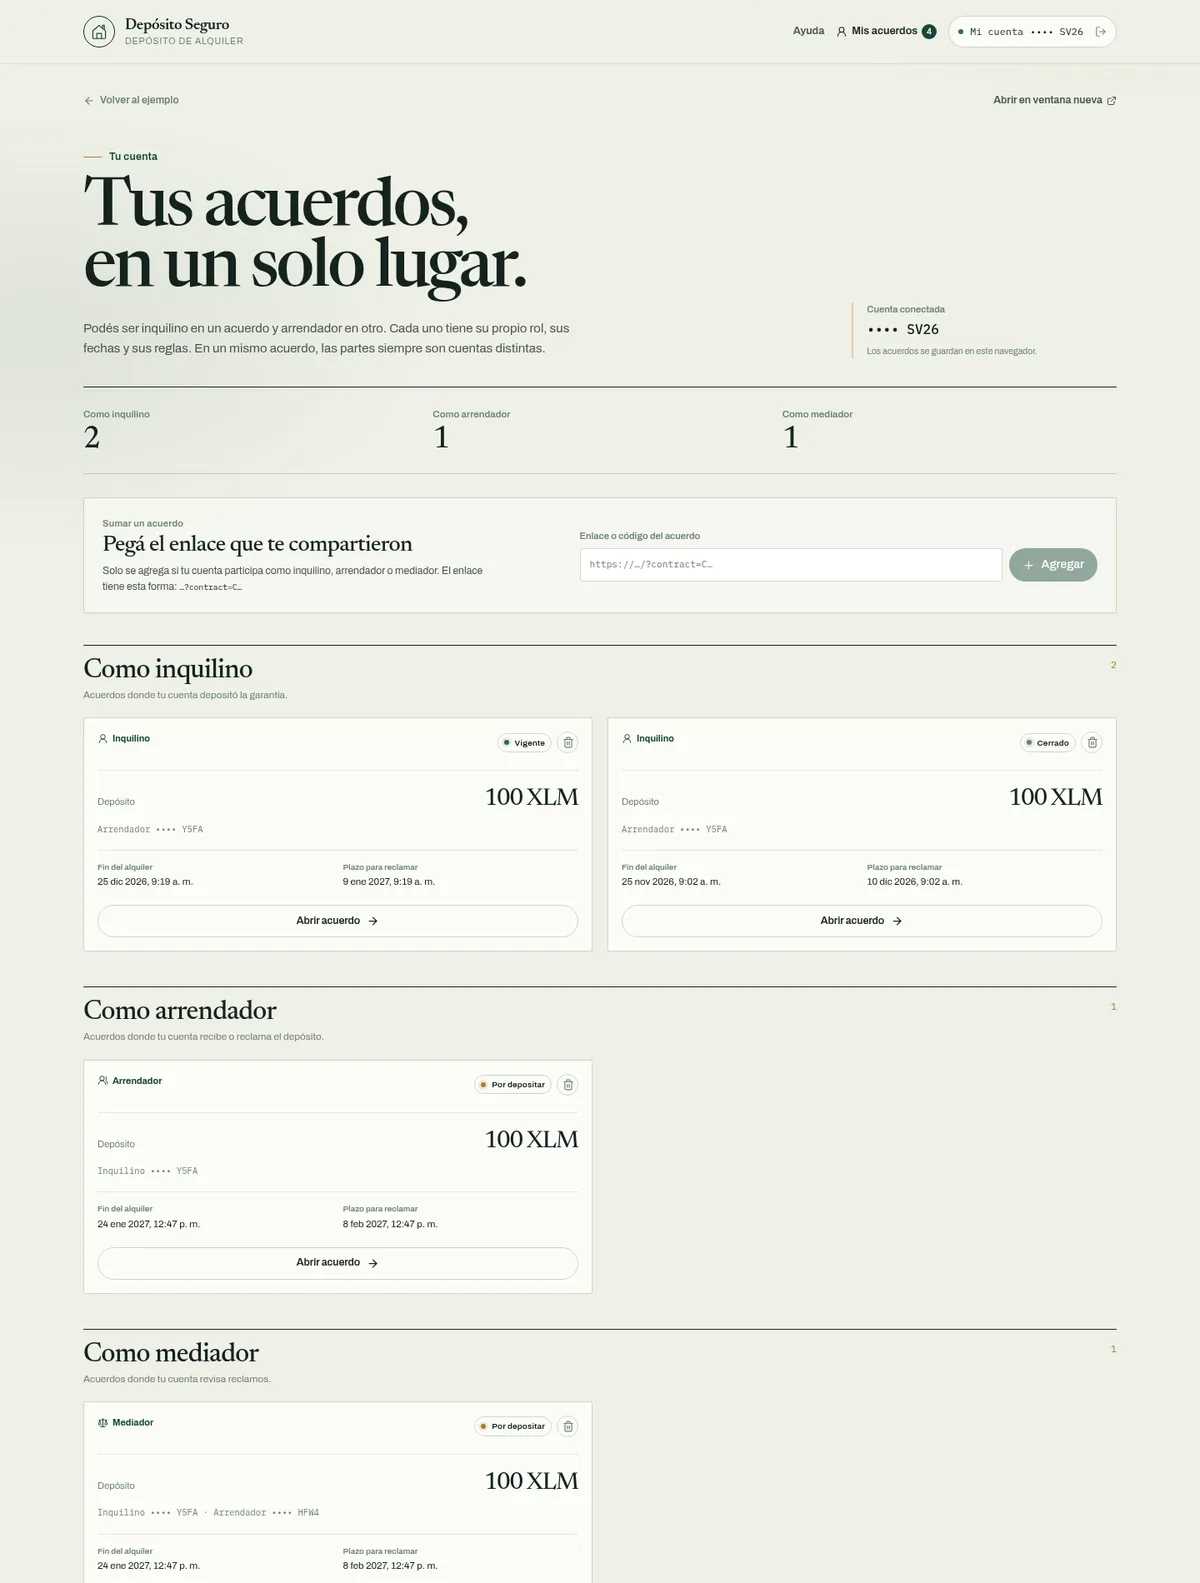 Depósito Seguro
DEPÓSITO DE ALQUILER
Ayuda
Mis acuerdos 4
Mi cuenta •••• SV26
Volver al ejemplo
Abrir en ventana nueva
Tu cuenta
Tus acuerdos,
en un solo lugar.
Podés ser inquilino en un acuerdo y arrendador en otro. Cada uno tiene su propio rol, sus
fechas y sus reglas. En un mismo acuerdo, las partes siempre son cuentas distintas.
Cuenta conectada
•••• SV26
Los acuerdos se guardan en este navegador.
Como inquilino
2
Como arrendador
1
Como mediador
1
Sumar un acuerdo
Pegá el enlace que te compartieron
Solo se agrega si tu cuenta participa como inquilino, arrendador o mediador. El enlace
tiene esta forma: …?contract=C…
Enlace o código del acuerdo
https://…/?contract=C…
Agregar
Como inquilino
2
Acuerdos donde tu cuenta depositó la garantía.
Inquilino
Vigente
Depósito
100 XLM
Arrendador •••• Y5FA
Fin del alquiler
25 dic 2026, 9:19 a. m.
Plazo para reclamar
9 ene 2027, 9:19 a. m.
Abrir acuerdo
Inquilino
Cerrado
Depósito
100 XLM
Arrendador •••• Y5FA
Fin del alquiler
25 nov 2026, 9:02 a. m.
Plazo para reclamar
10 dic 2026, 9:02 a. m.
Abrir acuerdo
Como arrendador
1
Acuerdos donde tu cuenta recibe o reclama el depósito.
Arrendador
Por depositar
Depósito
100 XLM
Inquilino •••• Y5FA
Fin del alquiler
24 ene 2027, 12:47 p. m.
Plazo para reclamar
8 feb 2027, 12:47 p. m.
Abrir acuerdo
Como mediador
1
Acuerdos donde tu cuenta revisa reclamos.
Mediador
Por depositar
Depósito
100 XLM
Inquilino •••• Y5FA · Arrendador •••• HFW4
Fin del alquiler
24 ene 2027, 12:47 p. m.
Plazo para reclamar
8 feb 2027, 12:47 p. m.